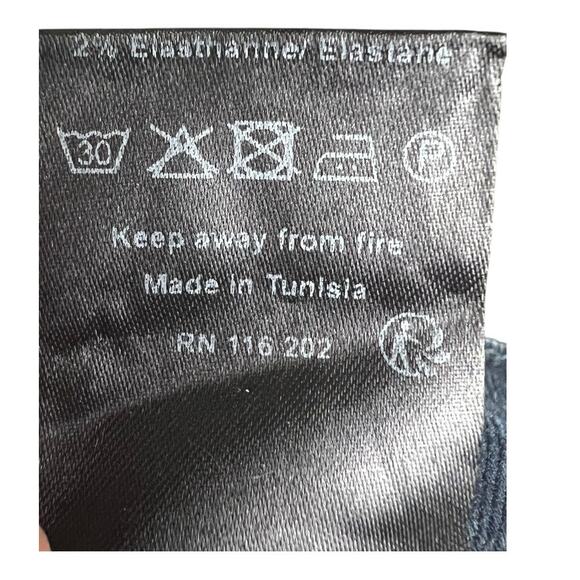 2% Elasthanne/ Elastane
30 P
Keep away from fire
Made in Tunisia
RN 116 202